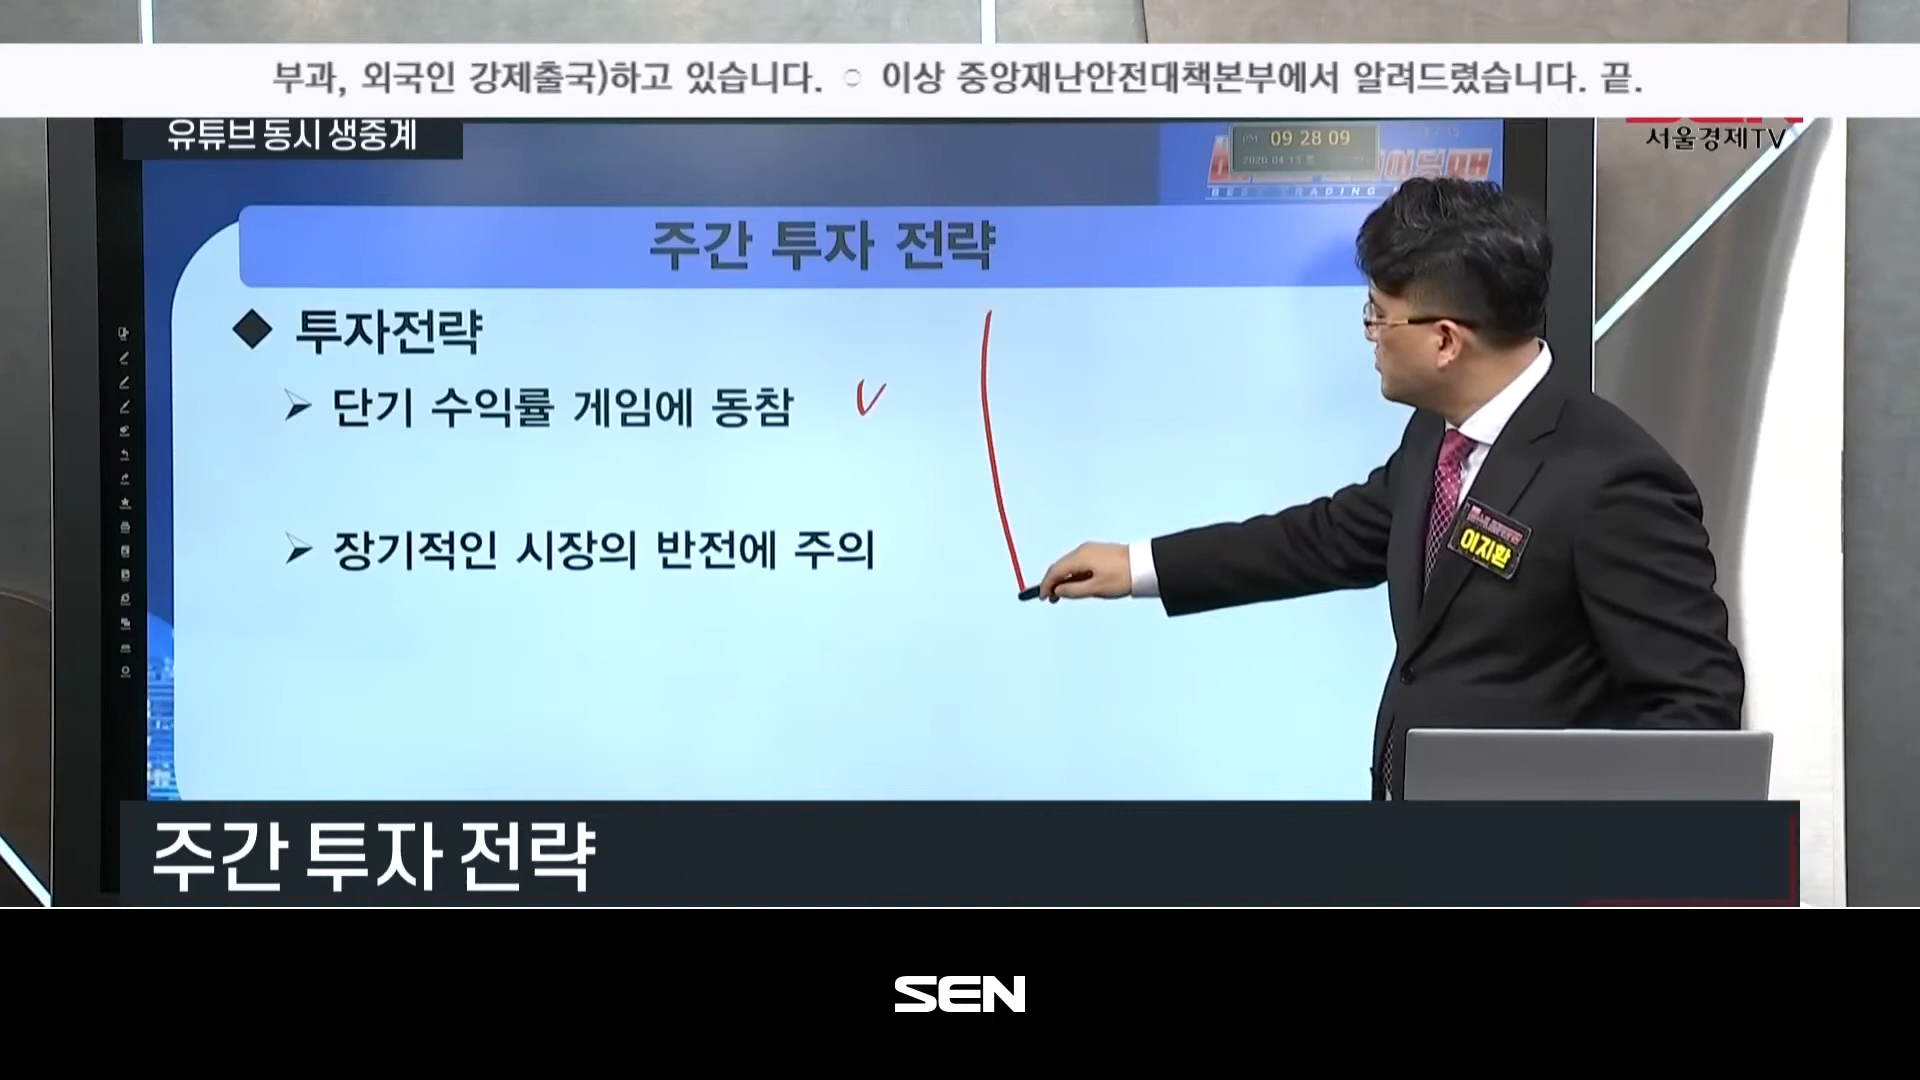 부과, 외국인 강제출국)하고 있습니다. ○ 이상 중앙재난안전대책본부에서 알려드렸습니다. 끝.
유튜브 동시 생중계
서울경제TV
PM 09 28 09
주간 투자 전략
◆ 투자전략
➢ 단기 수익률 게임에 동참
➢ 장기적인 시장의 반전에 주의
이지환
주간 투자 전략
SEN